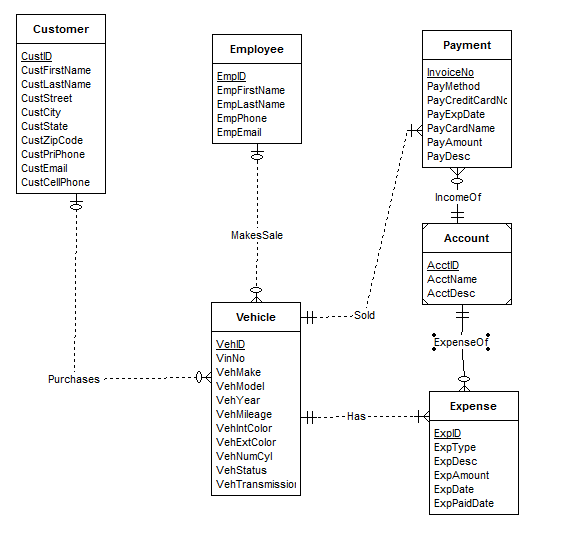 Customer
CustID
CustFirstName
CustLastName
CustStreet
CustCity
CustState
CustZipCode
CustPriPhone
CustEmail
CustCellPhone
Employee
EmpID
EmpFirstName
EmpLastName
EmpPhone
EmpEmail
Payment
InvoiceNo
PayMethod
PayCreditCardNo
PayExpDate
PayCardName
PayAmount
PayDesc
IncomeOf
MakesSale
Account
AcctID
AcctName
AcctDesc
Vehicle
VehID
VinNo
VehMake
VehModel
VehYear
VehMileage
VehIntColor
VehExtColor
VehNumCyl
VehStatus
VehTransmission
Sold
ExpenseOf
Purchases
Has
Expense
ExpID
ExpType
ExpDesc
ExpAmount
ExpDate
ExpPaidDate